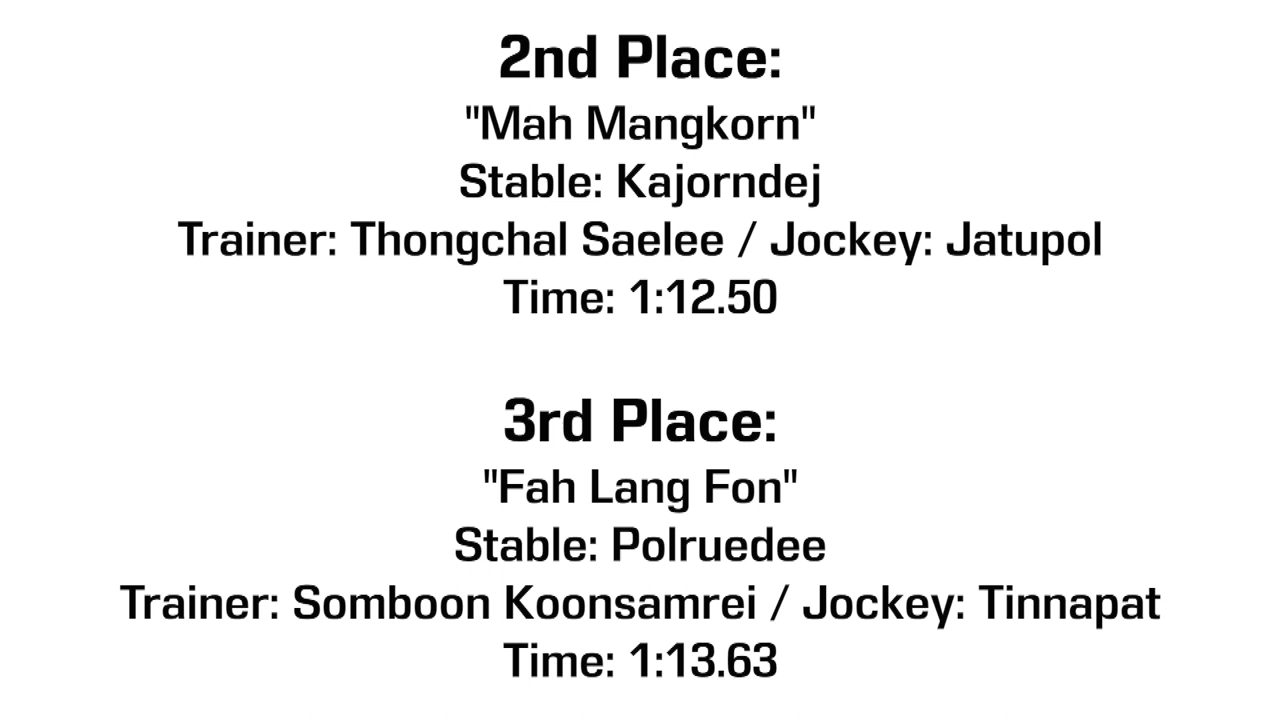 2nd Place:
"Mah Mangkorn"
Stable: Kajorndej
Trainer: Thongchal Saelee / Jockey: Jatupol
Time: 1:12.50
3rd Place:
"Fah Lang Fon"
Stable: Polruedee
Trainer: Somboon Koonsamrei / Jockey: Tinnapat
Time: 1:13.63